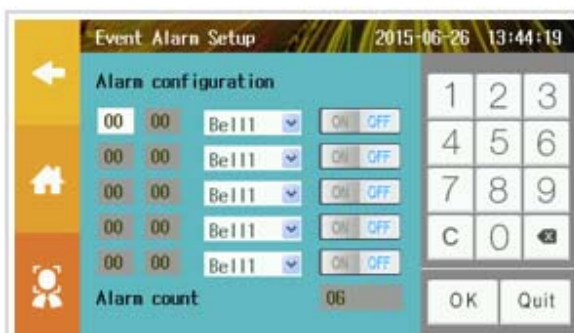 Event Alarm Setup 2015-06-26 13:44:19
Alarm configuration
00 00 Bell1 ON OFF
00 00 Bell1 ON OFF
00 00 Bell1 ON OFF
00 00 Bell1 ON OFF
00 00 Bell1 ON OFF
Alarm count 06
1 2 3
4 5 6
7 8 9
C 0
OK Quit